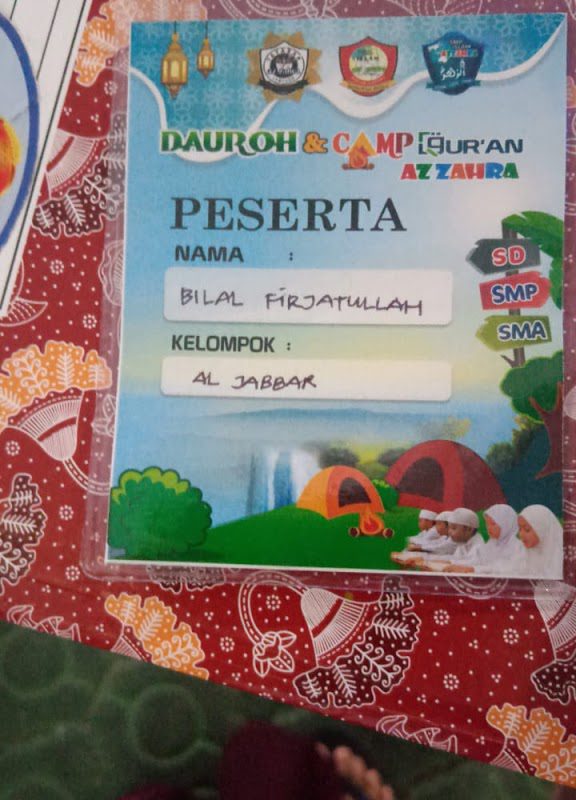 DAUROH & CAMP QUR'AN
AZ ZAHRA
PESERTA
NAMA :
BILAL FIRJATULLAH
KELOMPOK :
AL JABBAR
SD
SMP
SMA